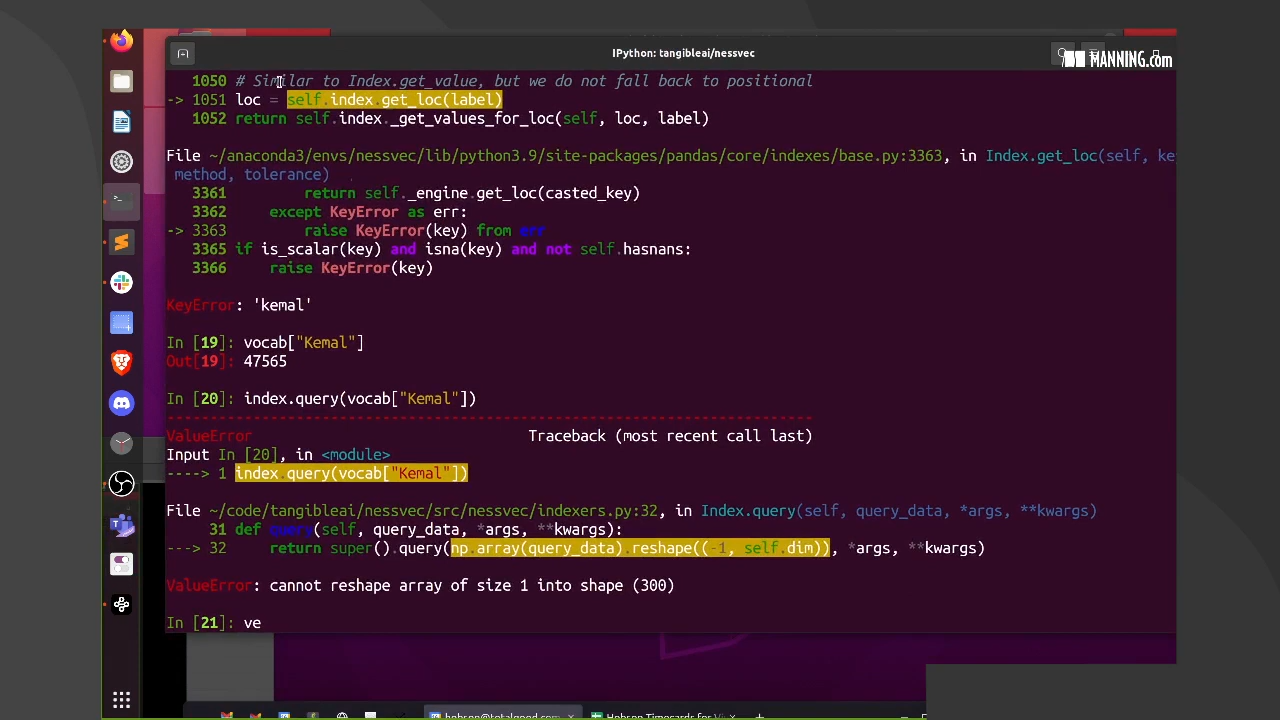 IPython: tangibleai/nessvec
MANNING.com
1050 # Similar to Index.get_value, but we do not fall back to positional
-> 1051 loc = self.index.get_loc(label)
1052 return self.index._get_values_for_loc(self, loc, label)
File ~/anaconda3/envs/nessvec/lib/python3.9/site-packages/pandas/core/indexes/base.py:3363, in Index.get_loc(self, ke
method, tolerance)
3361 return self._engine.get_loc(casted_key)
3362 except KeyError as err:
-> 3363 raise KeyError(key) from err
3365 if is_scalar(key) and isna(key) and not self.hasnans:
3366 raise KeyError(key)
KeyError: 'kemal'
In [19]: vocab["Kemal"]
Out[19]: 47565
In [20]: index.query(vocab["Kemal"])
---------------------------------------------------------------------------
ValueError Traceback (most recent call last)
Input In [20], in <module>
----> 1 index.query(vocab["Kemal"])
File ~/code/tangibleai/nessvec/src/nessvec/indexers.py:32, in Index.query(self, query_data, *args, **kwargs)
31 def query(self, query_data, *args, **kwargs):
---> 32 return super().query(np.array(query_data).reshape((-1, self.dim)), *args, **kwargs)
ValueError: cannot reshape array of size 1 into shape (300)
In [21]: ve
hobson@totalgood.com
Hobson Timecards for Vi